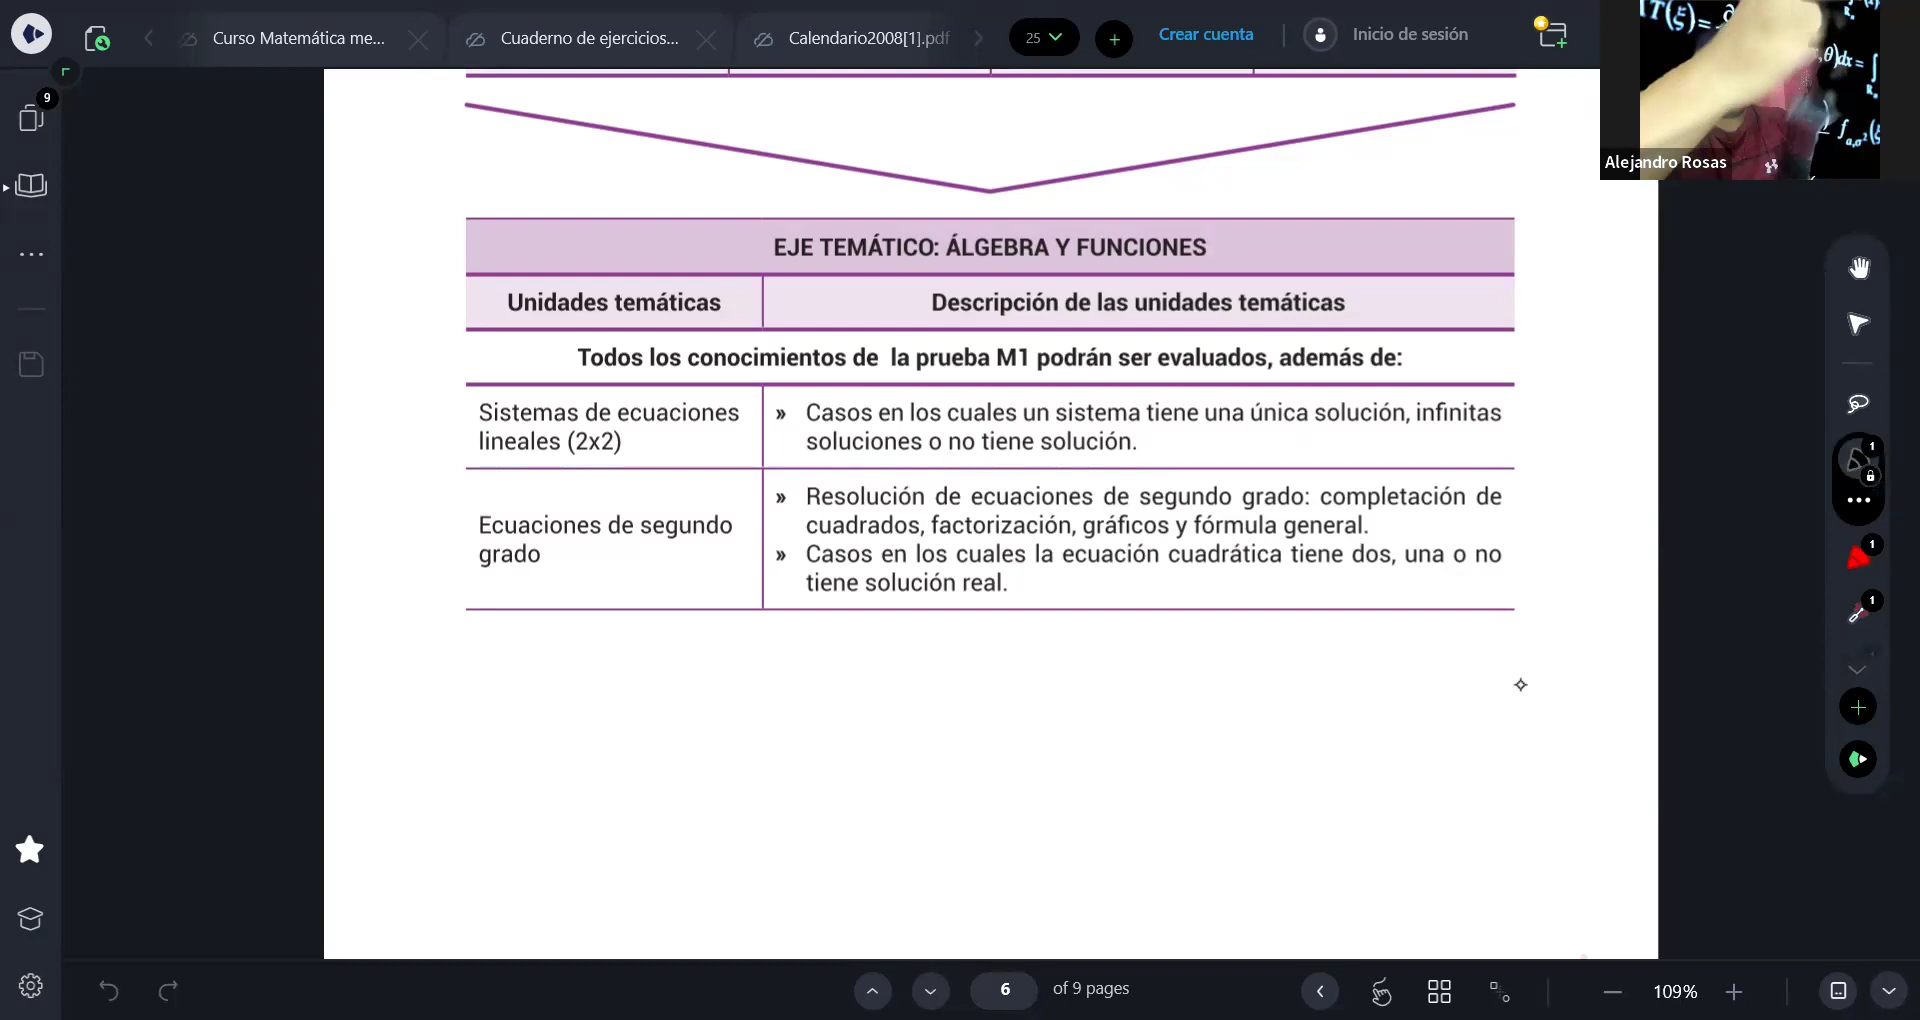 Curso Matemática me...
Cuaderno de ejercicios...
Calendario2008[1].pdf
25
Crear cuenta
Inicio de sesión
9
Alejandro Rosas
EJE TEMÁTICO: ÁLGEBRA Y FUNCIONES
Unidades temáticas
Descripción de las unidades temáticas
Todos los conocimientos de la prueba M1 podrán ser evaluados, además de:
Sistemas de ecuaciones
lineales (2x2)
» Casos en los cuales un sistema tiene una única solución, infinitas
soluciones o no tiene solución.
Ecuaciones de segundo
grado
» Resolución de ecuaciones de segundo grado: completación de
cuadrados, factorización, gráficos y fórmula general.
» Casos en los cuales la ecuación cuadrática tiene dos, una o no
tiene solución real.
1
1
1
6
of 9 pages
109%